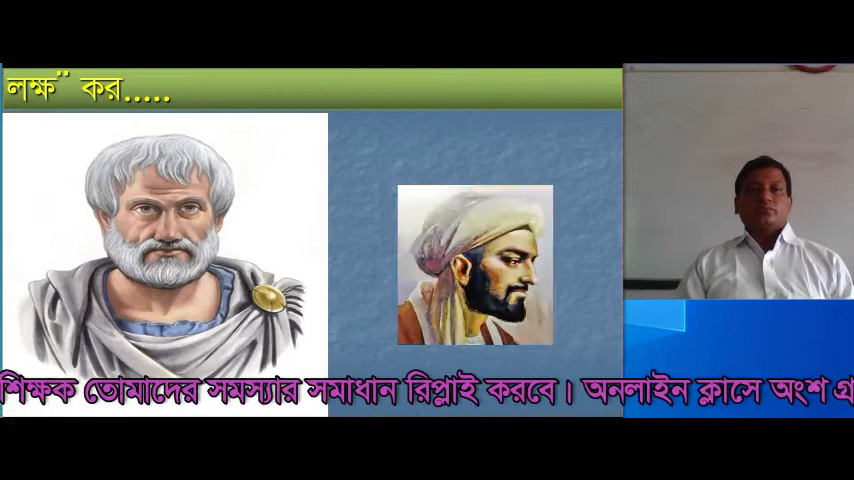 লক্ষ¨ কর.....
শিক্ষক তোমাদের সমস্যার সমাধান রিপ্লাই করবে। অনলাইন ক্লাসে অংশ গ্র